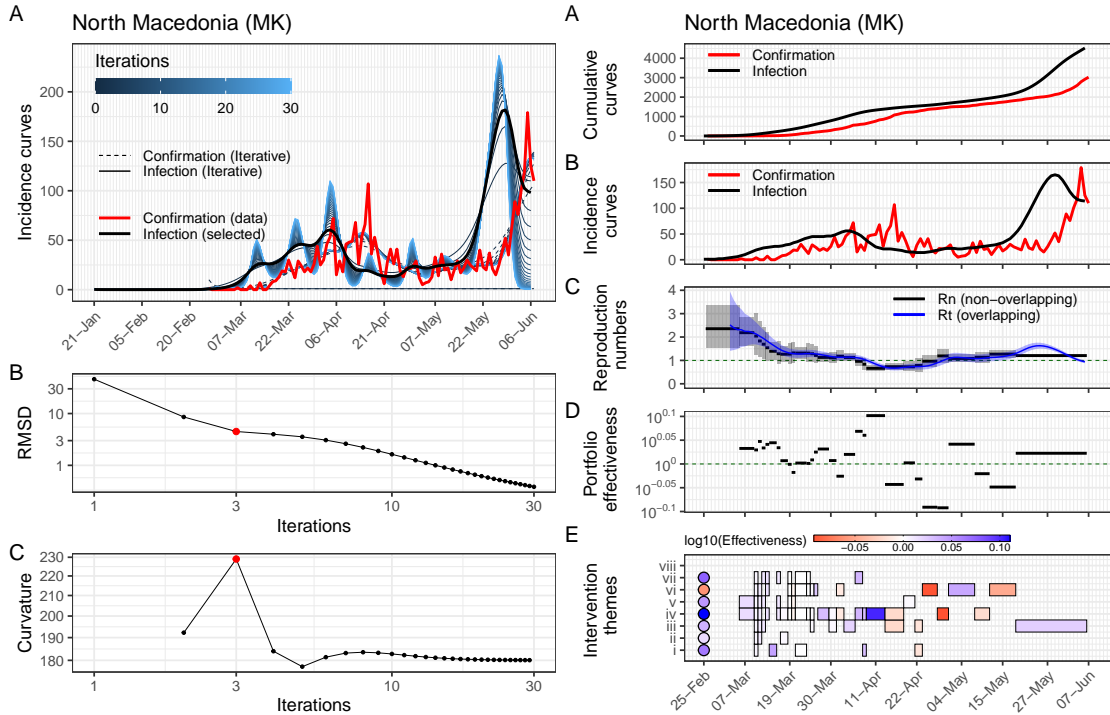 A
North Macedonia (MK)
Iterations
0 10 20 30
Confirmation (Iterative)
Infection (Iterative)
Confirmation (data)
Infection (selected)
Incidence curves
200
150
100
50
0
21−Jan 05−Feb 20−Feb 07−Mar 22−Mar 06−Apr 21−Apr 07−May 22−May 06−Jun
B
RMSD
30
10
3
1
1 3 10 30
Iterations
C
Curvature
230
220
210
200
190
180
1 3 10 30
Iterations
A
North Macedonia (MK)
Cumulative
curves
4000
3000
2000
1000
0
Confirmation
Infection
B
Incidence
curves
150
100
50
0
Confirmation
Infection
C
Reproduction
numbers
4
3
2
1
0
Rn (non−overlapping)
Rt (overlapping)
D
Portfolio
effectiveness
10^0.1
10^0.05
10^0
10^−0.05
10^−0.1
E
log10(Effectiveness)
−0.05 0.00 0.05 0.10
Intervention
themes
viii
vii
vi
v
iv
iii
ii
i
25−Feb 07−Mar 19−Mar 30−Mar 11−Apr 22−Apr 04−May 15−May 27−May 07−Jun